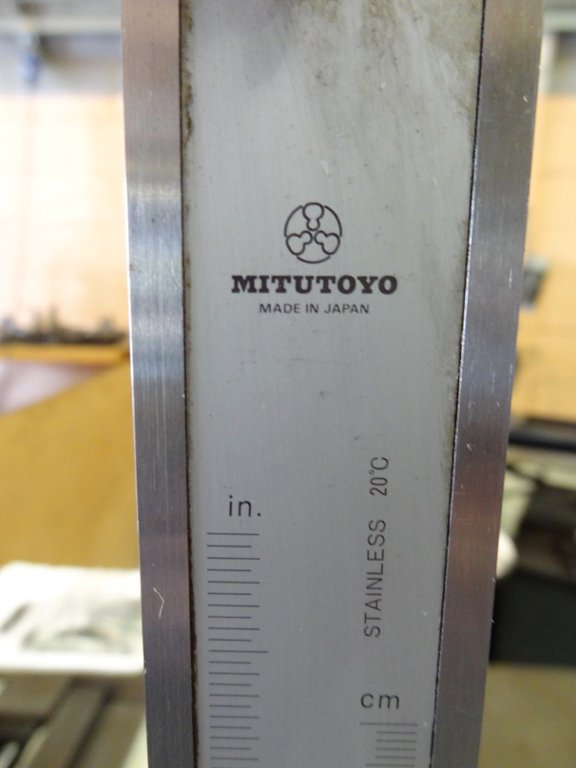 MITUTOYO
MADE IN JAPAN
in.
STAINLESS 20°C
cm